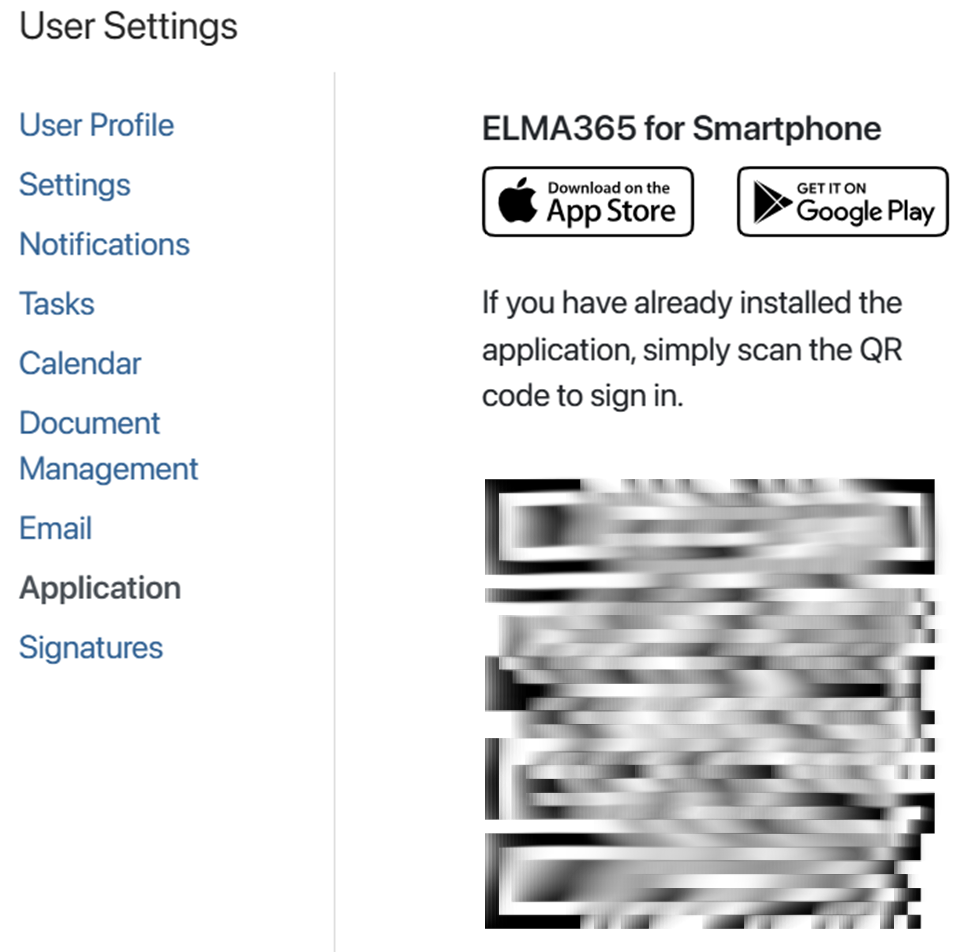 User Settings
User Profile
Settings
Notifications
Tasks
Calendar
Document
Management
Email
Application
Signatures
ELMA365 for Smartphone
Download on the
App Store
GET IT ON
Google Play
If you have already installed the
application, simply scan the QR
code to sign in.